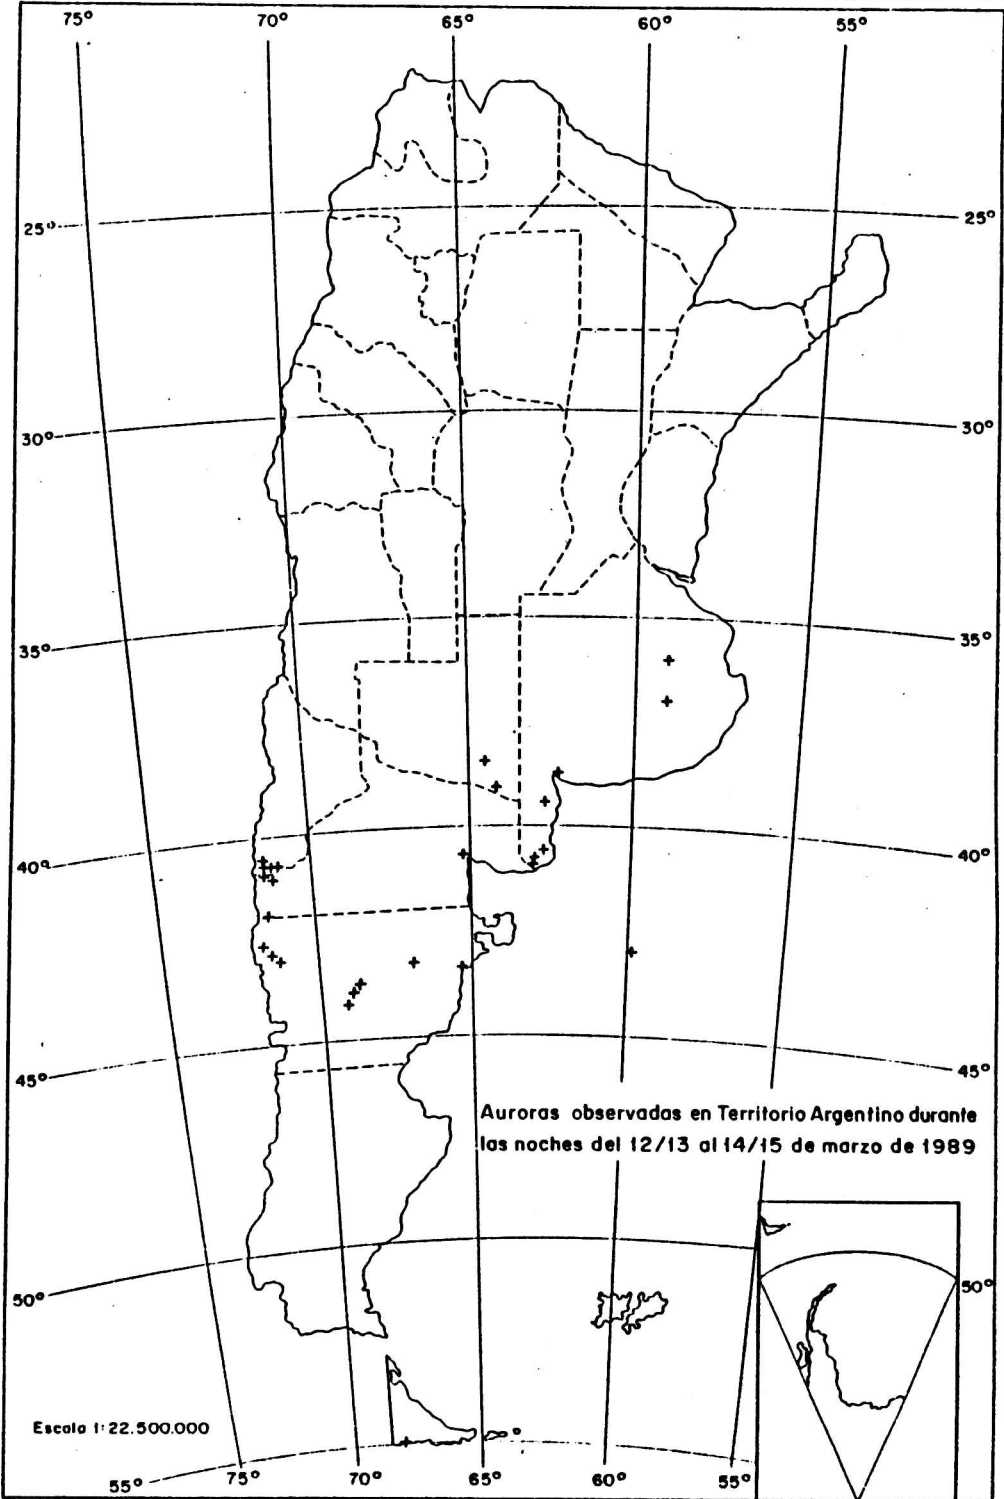 75° 70° 65° 60° 55°
25° 25°
30° 30°
35° 35°
40° 40°
45° 45°
Auroras observadas en Territorio Argentino durante
las noches del 12/13 al 14/15 de marzo de 1989
50° 50°
Escala 1:22.500.000
55° 75° 70° 65° 60° 55°